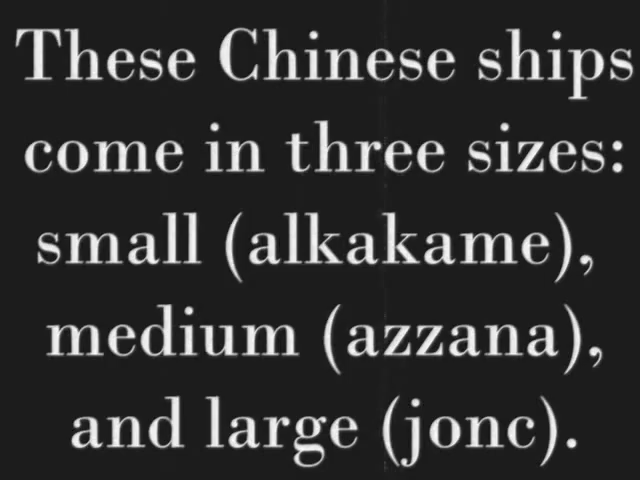 These Chinese ships
come in three sizes:
small (alkakame),
medium (azzana),
and large (jonc).